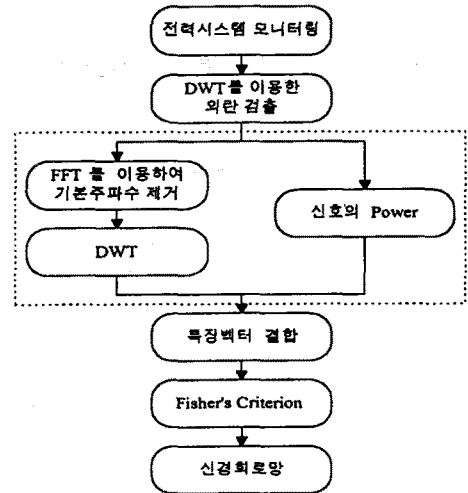 전력시스템 모니터링
DWT를 이용한
외란 검출
FFT 를 이용하여
기본주파수 제거
DWT
신호의 Power
특징벡터 결합
Fisher's Criterion
신경회로망